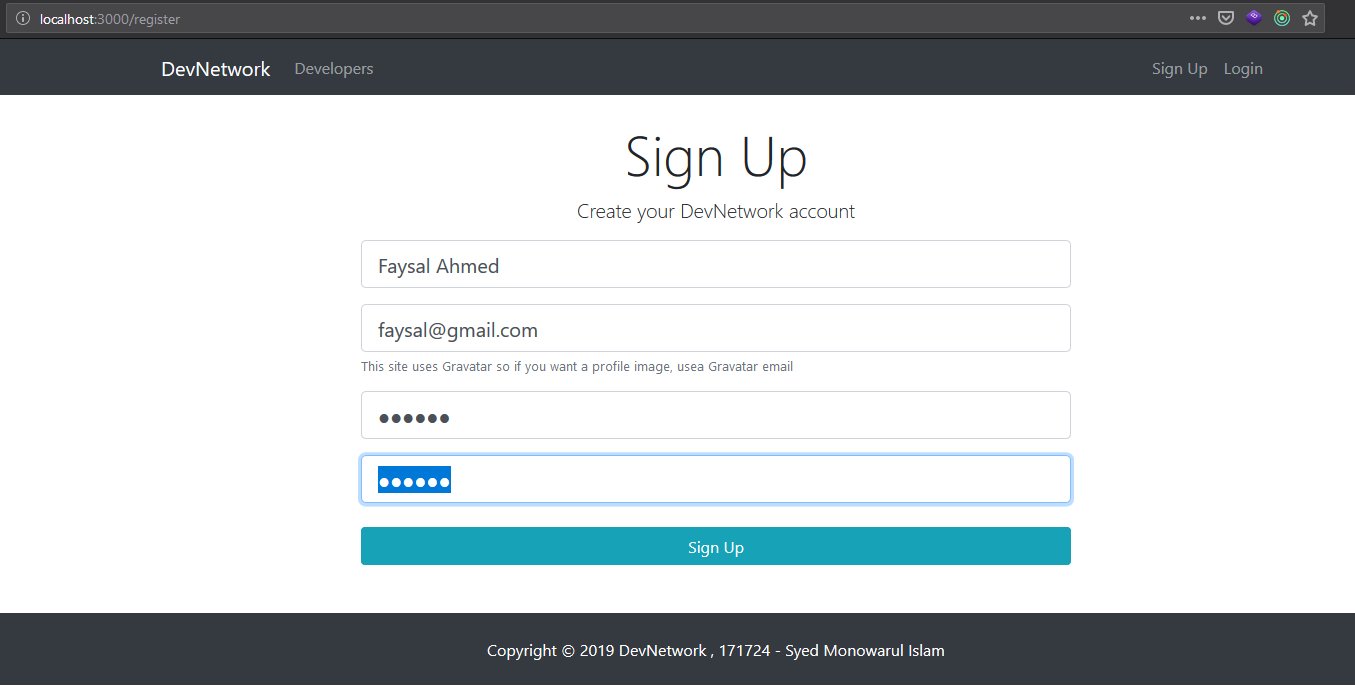 localhost:3000/register
DevNetwork Developers Sign Up Login
Sign Up
Create your DevNetwork account
Faysal Ahmed
faysal@gmail.com
This site uses Gravatar so if you want a profile image, usea Gravatar email
●●●●●●
●●●●●●
Sign Up
Copyright © 2019 DevNetwork , 171724 - Syed Monowarul Islam